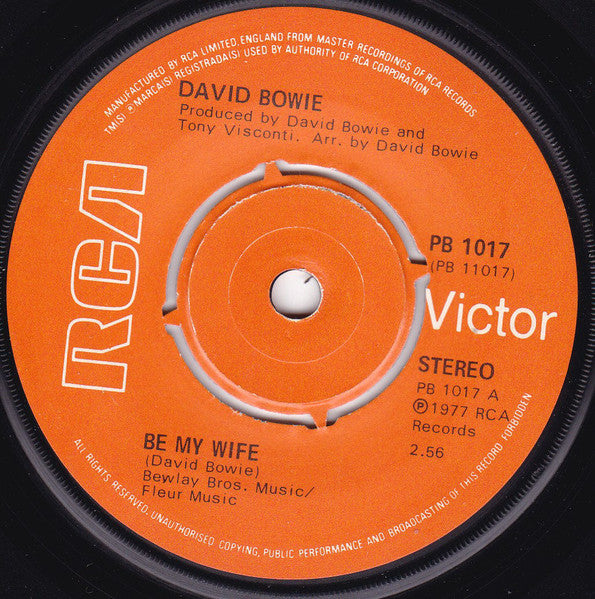 MANUFACTURED BY RCA LIMITED, ENGLAND FROM MASTER RECORDINGS OF RCA RECORDS
TM(S) ® MARCA(S) REGISTRADA(S) USED BY AUTHORITY OF RCA CORPORATION
DAVID BOWIE
Produced by David Bowie and
Tony Visconti. Arr. by David Bowie
RCA
PB 1017
(PB 11017)
Victor
STEREO
PB 1017 A
Ⓟ 1977 RCA
Records
2.56
BE MY WIFE
(David Bowie)
Bewlay Bros. Music/
Fleur Music
ALL RIGHTS RESERVED. UNAUTHORISED COPYING, PUBLIC PERFORMANCE AND BROADCASTING OF THIS RECORD FORBIDDEN